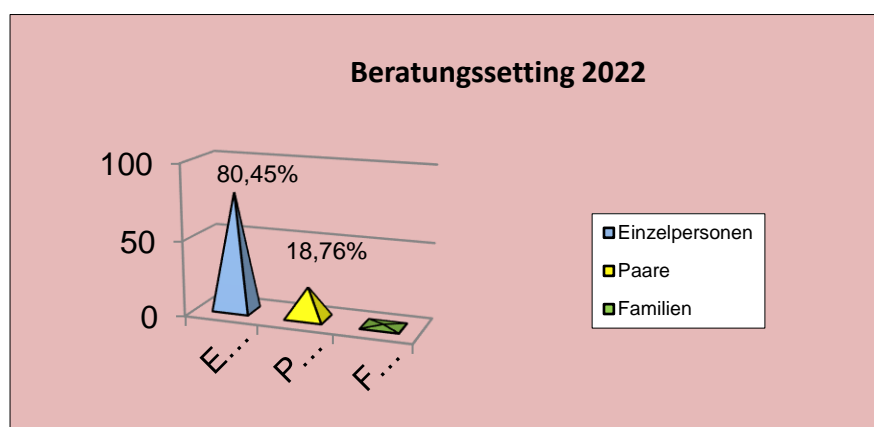 Beratungssetting 2022
100
80,45%
50
18,76%
0
E...
P...
F...
Einzelpersonen
Paare
Familien